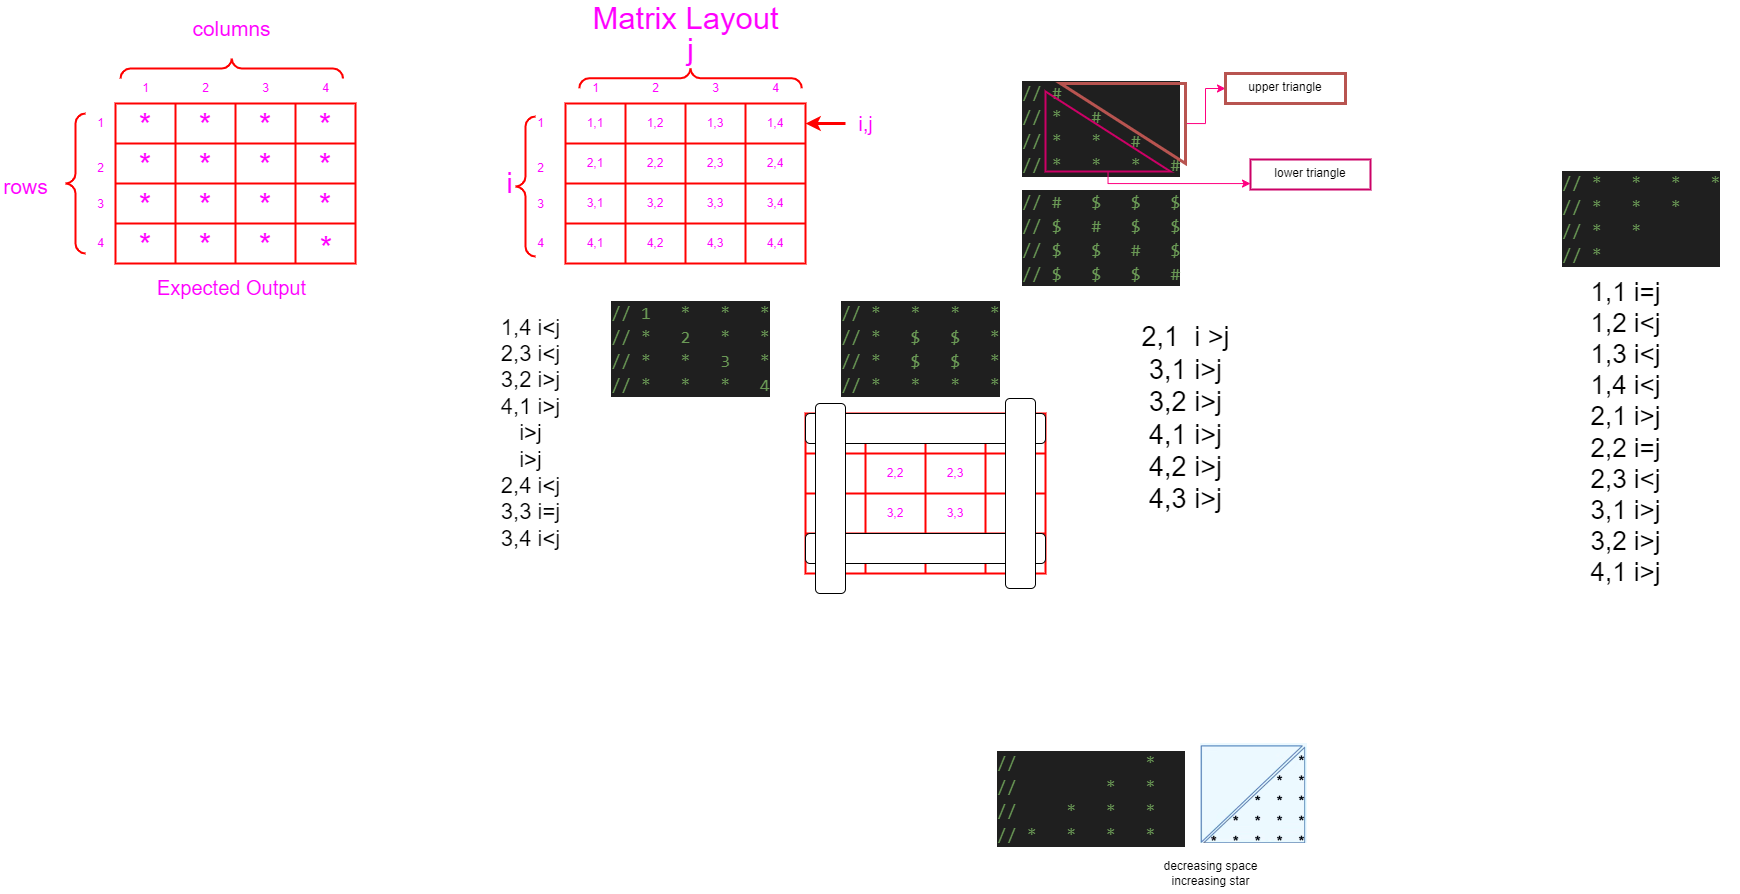 columns
1 2 3 4
rows
1 * * * *
2 * * * *
3 * * * *
4 * * * *
Expected Output
Matrix Layout
j
1 2 3 4
i
1 1,1 1,2 1,3 1,4
i,j
2 2,1 2,2 2,3 2,4
3 3,1 3,2 3,3 3,4
4 4,1 4,2 4,3 4,4
1,4 i<j
2,3 i<j
3,2 i>j
4,1 i>j
i>j
i>j
2,4 i<j
3,3 i=j
3,4 i<j
// 1 * * *
// * 2 * *
// * * 3 *
// * * * 4
// * * * *
// * $ $ *
// * $ $ *
// * * * *
2,2 2,3
3,2 3,3
// #
// * #
// * * #
// * * * #
upper triangle
lower triangle
// # $ $ $
// $ # $ $
// $ $ # $
// $ $ $ #
2,1 i >j
3,1 i>j
3,2 i>j
4,1 i>j
4,2 i>j
4,3 i>j
// * * * *
// * * *
// * *
// *
1,1 i=j
1,2 i<j
1,3 i<j
1,4 i<j
2,1 i>j
2,2 i=j
2,3 i<j
3,1 i>j
3,2 i>j
4,1 i>j
// *
// * *
// * * *
// * * * *
*
* *
* * *
* * * *
* * * * *
decreasing space
increasing star